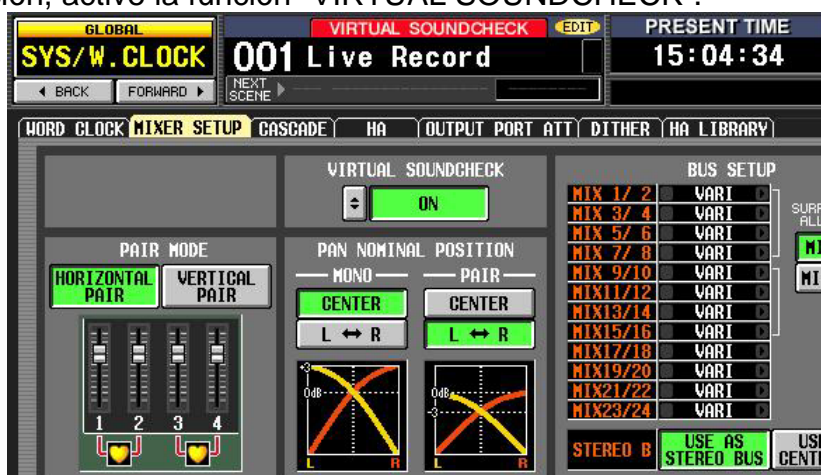 ción, active la función "VIRTUAL SOUNDCHECK".
GLOBAL
SYS/W.CLOCK
VIRTUAL SOUNDCHECK
EDIT
001 Live Record
PRESENT TIME
15:04:34
BACK
FORWARD
NEXT SCENE
WORD CLOCK
MIXER SETUP
CASCADE
HA
OUTPUT PORT ATT
DITHER
HA LIBRARY
VIRTUAL SOUNDCHECK
ON
PAIR MODE
HORIZONTAL PAIR
VERTICAL PAIR
1 2 3 4
PAN NOMINAL POSITION
MONO
PAIR
CENTER
CENTER
L ↔ R
L ↔ R
+3
0dB
L R
0dB
-3
L R
BUS SETUP
MIX 1/ 2 VARI
MIX 3/ 4 VARI
MIX 5/ 6 VARI
MIX 7/ 8 VARI
MIX 9/10 VARI
MIX11/12 VARI
MIX13/14 VARI
MIX15/16 VARI
MIX17/18 VARI
MIX19/20 VARI
MIX21/22 VARI
MIX23/24 VARI
STEREO B
USE AS STEREO BUS